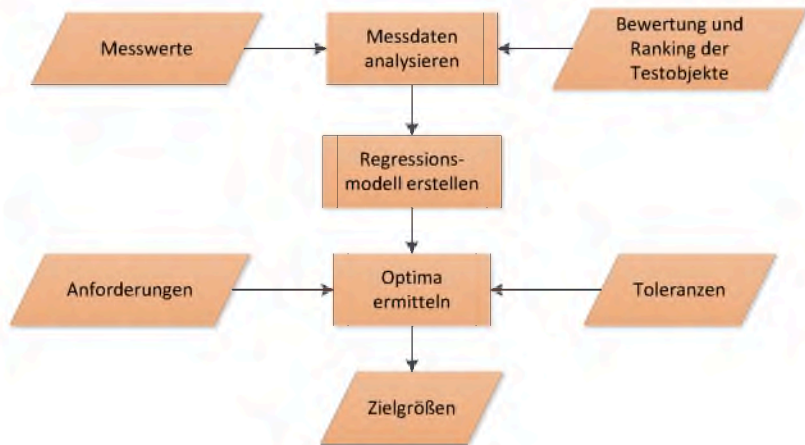 Messwerte
Messdaten
analysieren
Bewertung und
Ranking der
Testobjekte
Regressions-
modell erstellen
Anforderungen
Optima
ermitteln
Toleranzen
Zielgrößen